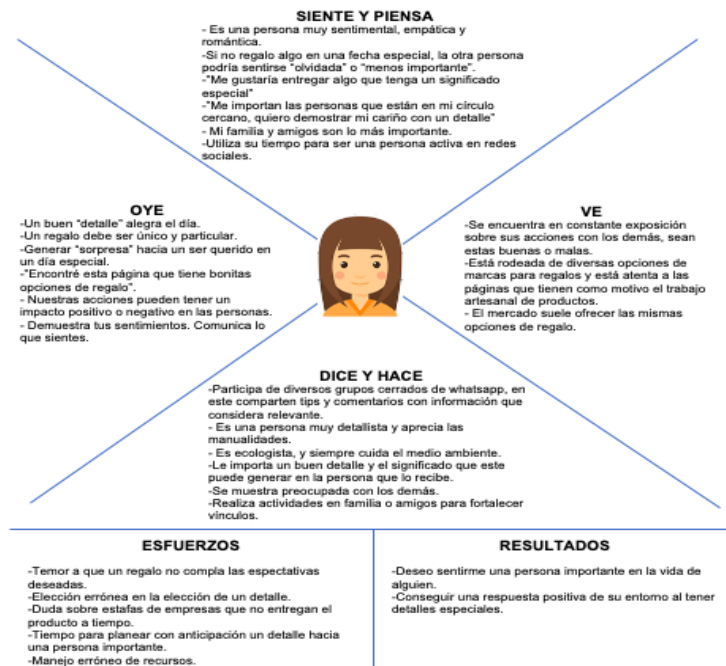 SIENTE Y PIENSA
- Es una persona muy sentimental, empática y
romántica.
-Si no regalo algo en una fecha especial, la otra persona
podría sentirse "olvidada" o "menos importante".
-"Me gustaría entregar algo que tenga un significado
especial"
-"Me importan las personas que están en mi círculo
cercano, quiero demostrar mi cariño con un detalle"
- Mi familia y amigos son lo más importante.
-Utiliza su tiempo para ser una persona activa en redes
sociales.
OYE
-Un buen "detalle" alegra el día.
-Un regalo debe ser único y particular.
-Generar "sorpresa" hacia un ser querido en
un día especial.
-"Encontré esta página que tiene bonitas
opciones de regalo".
- Nuestras acciones pueden tener un
impacto positivo o negativo en las personas.
- Demuestra tus sentimientos. Comunica lo
que sientes.
VE
-Se encuentra en constante exposición
sobre sus acciones con los demás, sean
estas buenas o malas.
-Está rodeada de diversas opciones de
marcas para regalos y está atenta a las
páginas que tienen como motivo el trabajo
artesanal de productos.
- El mercado suele ofrecer las mismas
opciones de regalo.
DICE Y HACE
-Participa de diversos grupos cerrados de whatsapp, en
este comparten tips y comentarios con información que
considera relevante.
- Es una persona muy detallista y aprecia las
manualidades.
- Es ecologista, y siempre cuida el medio ambiente.
-Le importa un buen detalle y el significado que este
puede generar en la persona que lo recibe.
-Se muestra preocupada con los demás.
-Realiza actividades en familia o amigos para fortalecer
vínculos.
ESFUERZOS
-Temor a que un regalo no compla las espectativas
deseadas.
-Elección errónea en la elección de un detalle.
-Duda sobre estafas de empresas que no entregan el
producto a tiempo.
-Tiempo para planear con anticipación un detalle hacia
una persona importante.
-Manejo erróneo de recursos.
RESULTADOS
-Deseo sentirme una persona importante en la vida de
alguien.
-Conseguir una respuesta positiva de su entorno al tener
detalles especiales.